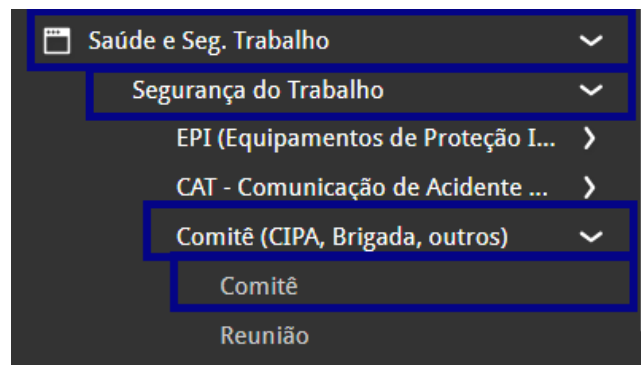 Saúde e Seg. Trabalho
Segurança do Trabalho
EPI (Equipamentos de Proteção I...
CAT - Comunicação de Acidente ...
Comitê (CIPA, Brigada, outros)
Comitê
Reunião